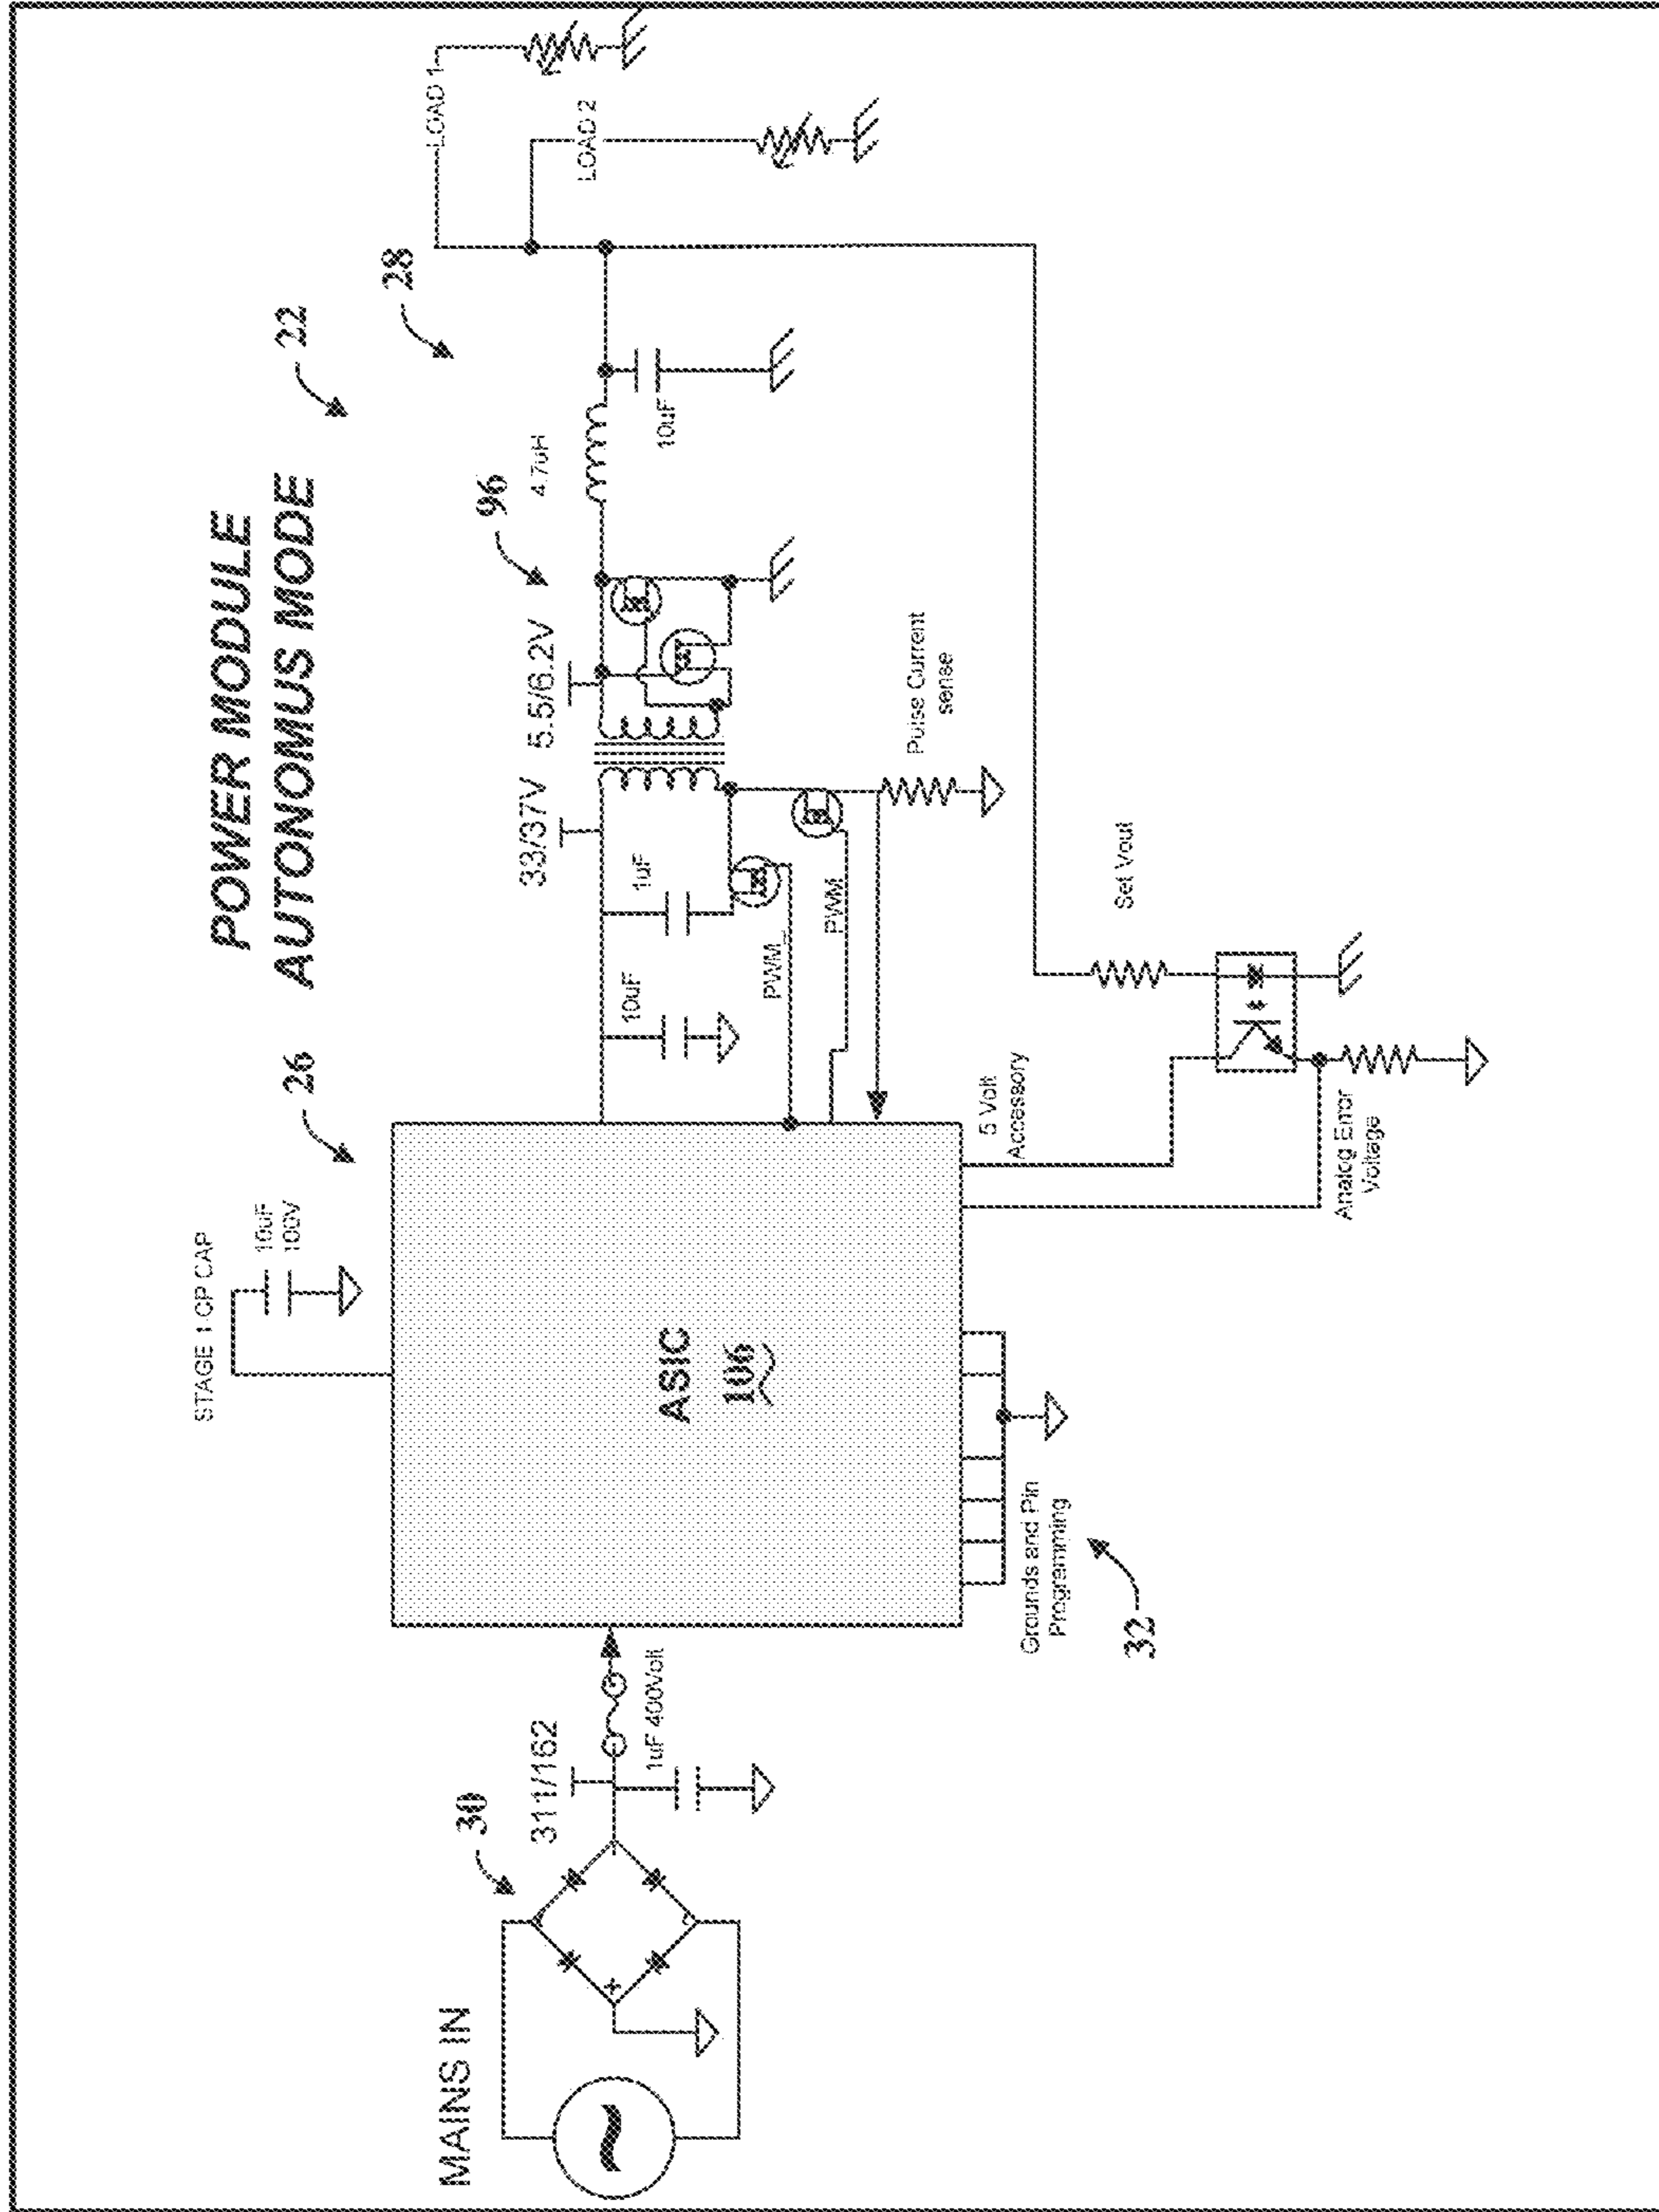 POWER MODULE
AUTONOMUS MODE
22
26
28
STAGE 1 CP CAP
10uF
100V
LOAD 1
LOAD 2
MAINS IN
30
311/162
1uF 400Volt
ASIC
106
10uF
1uF
33/37V
5.5/6.2V
96
4.7uH
10uF
PWM_
PWM
Pulse Current
sense
5 Volt
Accessory
Set Vout
Analog Error
Voltage
Grounds and Pin
Programming
32